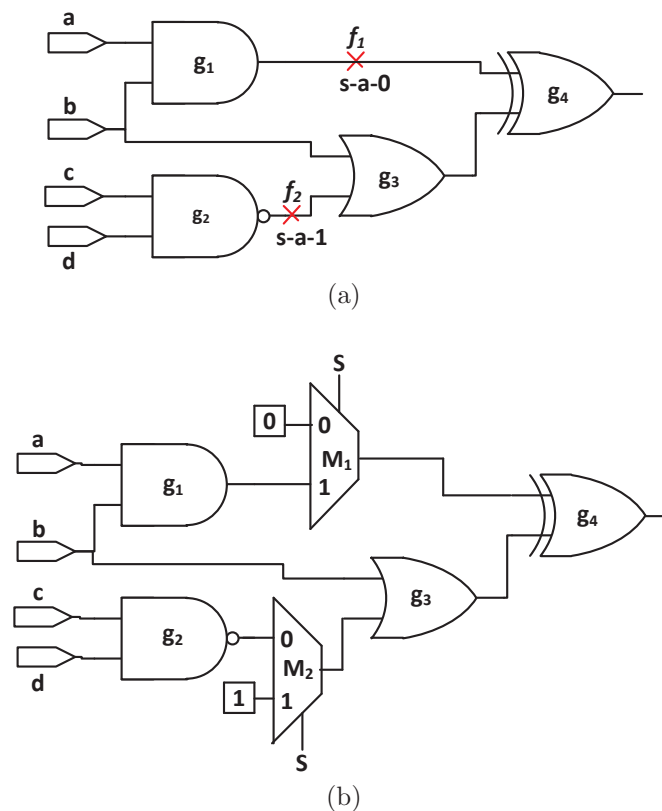 a
f₁
g₁
g₄
s-a-0
b
c
f₂
g₃
g₂
s-a-1
d
(a)
S
0
0
a
M₁
g₁
1
g₄
b
c
g₃
g₂
0
M₂
d
1
1
S
(b)